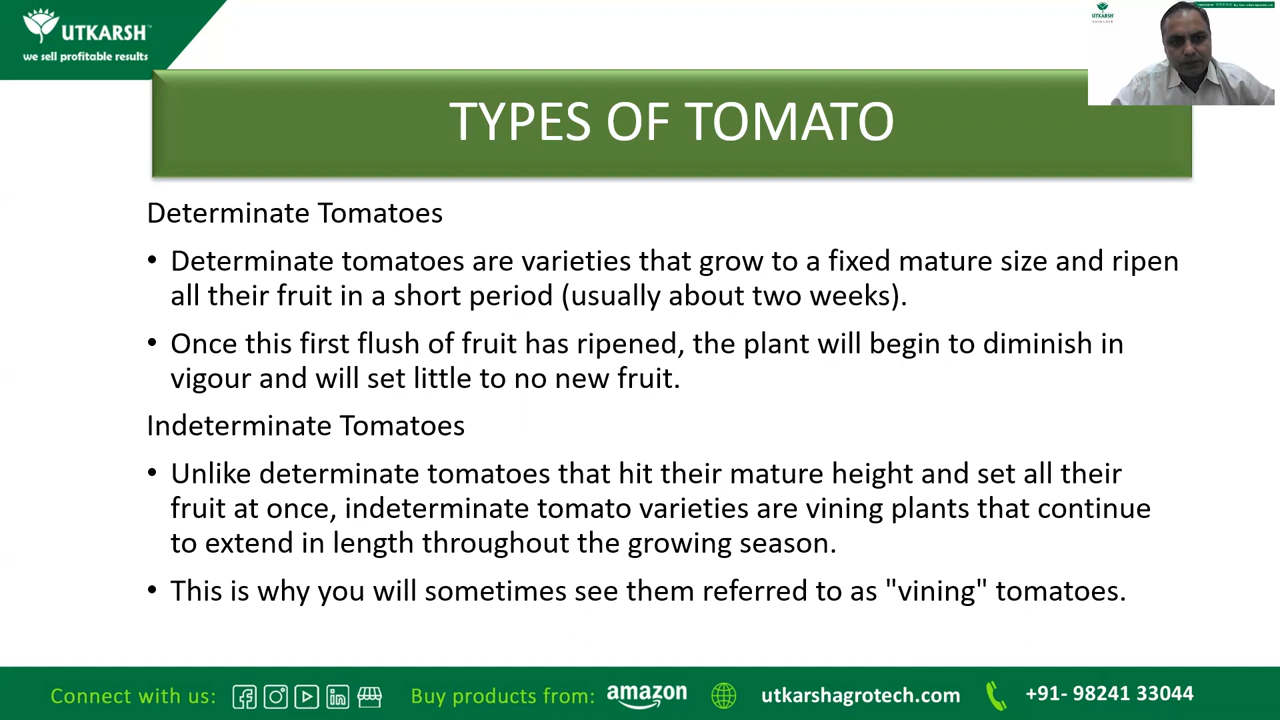 UTKARSH™
we sell profitable results
UTKARSH
TYPES OF TOMATO
Determinate Tomatoes
• Determinate tomatoes are varieties that grow to a fixed mature size and ripen
all their fruit in a short period (usually about two weeks).
• Once this first flush of fruit has ripened, the plant will begin to diminish in
vigour and will set little to no new fruit.
Indeterminate Tomatoes
• Unlike determinate tomatoes that hit their mature height and set all their
fruit at once, indeterminate tomato varieties are vining plants that continue
to extend in length throughout the growing season.
• This is why you will sometimes see them referred to as "vining" tomatoes.
Connect with us: Buy products from: amazon utkarshagrotech.com +91- 98241 33044